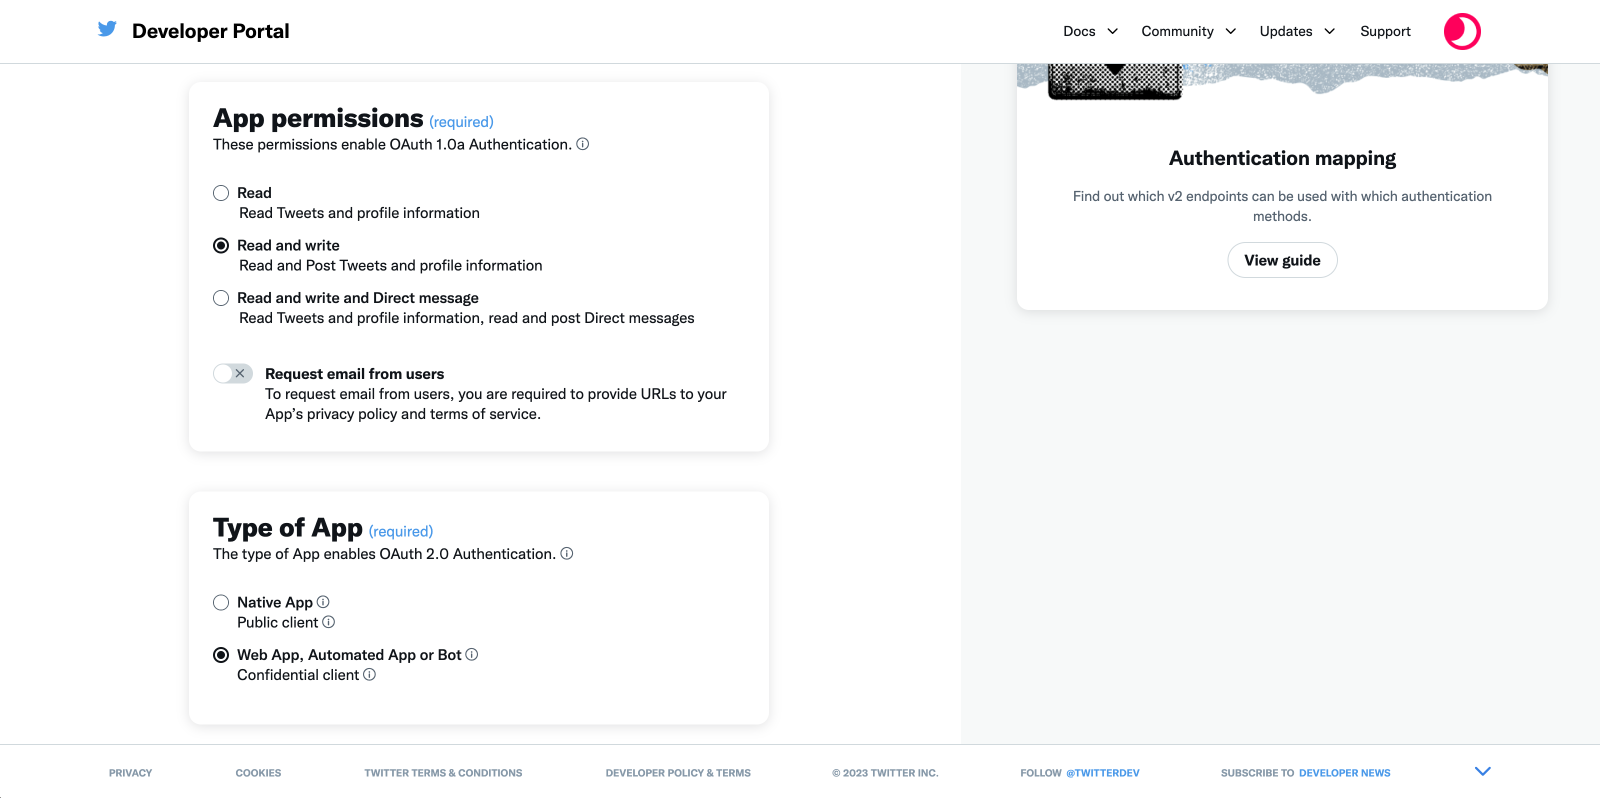 Developer Portal
Docs
Community
Updates
Support
App permissions (required)
These permissions enable OAuth 1.0a Authentication.
Read
Read Tweets and profile information
Read and write
Read and Post Tweets and profile information
Read and write and Direct message
Read Tweets and profile information, read and post Direct messages
Request email from users
To request email from users, you are required to provide URLs to your
App’s privacy policy and terms of service.
Type of App (required)
The type of App enables OAuth 2.0 Authentication.
Native App
Public client
Web App, Automated App or Bot
Confidential client
Authentication mapping
Find out which v2 endpoints can be used with which authentication
methods.
View guide
PRIVACY
COOKIES
TWITTER TERMS & CONDITIONS
DEVELOPER POLICY & TERMS
© 2023 TWITTER INC.
FOLLOW @TWITTERDEV
SUBSCRIBE TO DEVELOPER NEWS